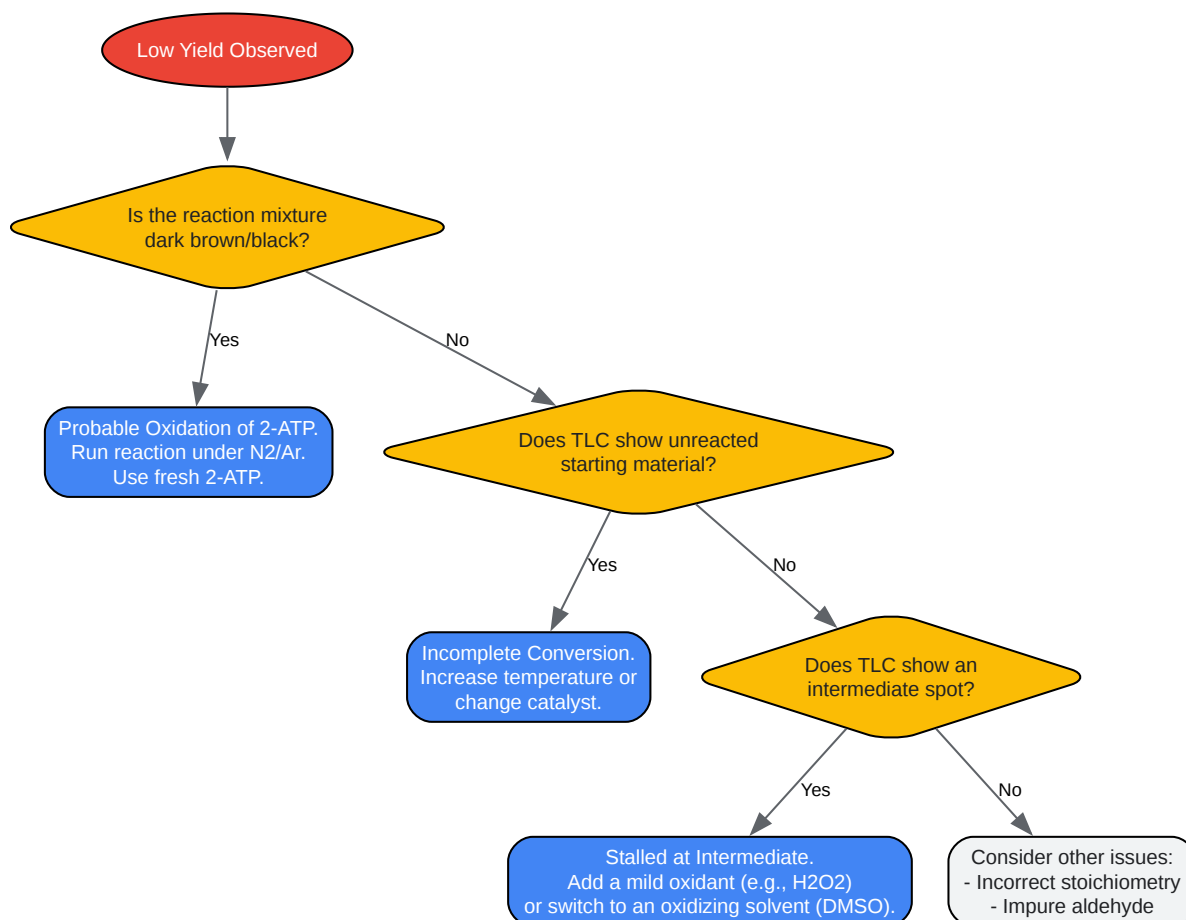 Low Yield Observed
Is the reaction mixture
dark brown/black?
Yes
No
Probable Oxidation of 2-ATP.
Run reaction under N2/Ar.
Use fresh 2-ATP.
Does TLC show unreacted
starting material?
Yes
No
Incomplete Conversion.
Increase temperature or
change catalyst.
Does TLC show an
intermediate spot?
Yes
No
Stalled at Intermediate.
Add a mild oxidant (e.g., H2O2)
or switch to an oxidizing solvent (DMSO).
Consider other issues:
- Incorrect stoichiometry
- Impure aldehyde